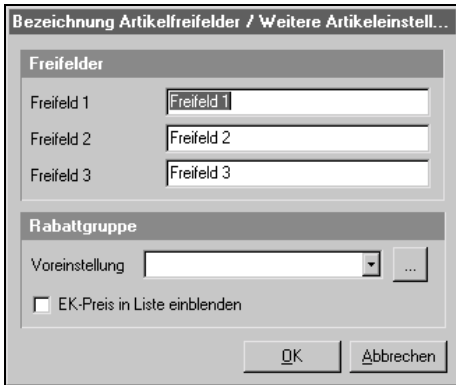 Bezeichnung Artikelfreifelder / Weitere Artikeleinstell...
Freifelder
Freifeld 1 Freifeld 1
Freifeld 2 Freifeld 2
Freifeld 3 Freifeld 3
Rabattgruppe
Voreinstellung ...
EK-Preis in Liste einblenden
OK Abbrechen